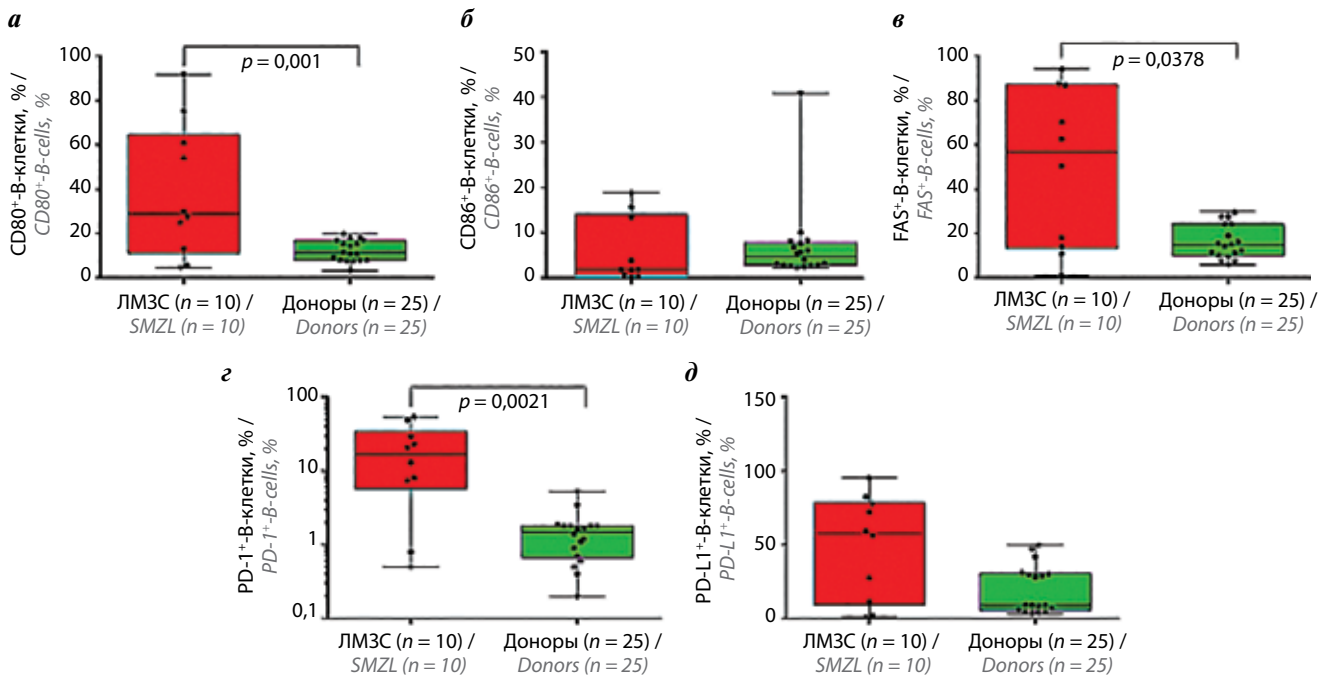 а
CD80⁺-В-клетки, % /
CD80⁺-B-cells, %
100
80
60
40
20
0
p = 0,001
ЛМЗС (n = 10) /
SMZL (n = 10)
Доноры (n = 25) /
Donors (n = 25)
б
CD86⁺-В-клетки, % /
CD86⁺-B-cells, %
50
40
30
20
10
0
ЛМЗС (n = 10) /
SMZL (n = 10)
Доноры (n = 25) /
Donors (n = 25)
в
FAS⁺-В-клетки, % /
FAS⁺-B-cells, %
100
80
60
40
20
0
p = 0,0378
ЛМЗС (n = 10) /
SMZL (n = 10)
Доноры (n = 25) /
Donors (n = 25)
г
PD-1⁺-В-клетки, % /
PD-1⁺-B-cells, %
100
10
1
0,1
p = 0,0021
ЛМЗС (n = 10) /
SMZL (n = 10)
Доноры (n = 25) /
Donors (n = 25)
д
PD-L1⁺-В-клетки, % /
PD-L1⁺-B-cells, %
150
100
50
0
ЛМЗС (n = 10) /
SMZL (n = 10)
Доноры (n = 25) /
Donors (n = 25)